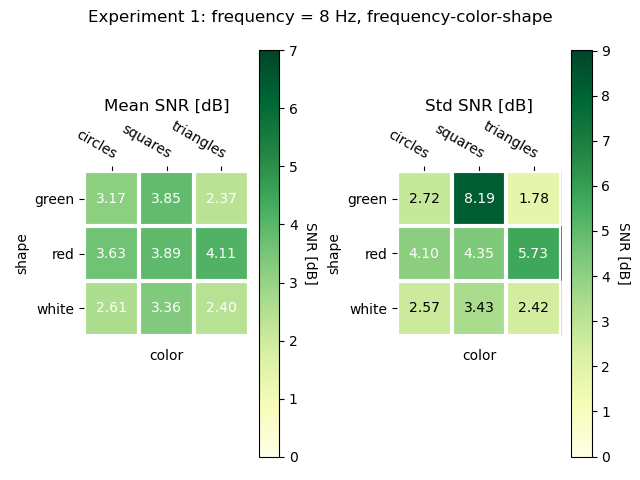 Experiment 1: frequency = 8 Hz, frequency-color-shape
Mean SNR [dB]
circles
squares
triangles
green 3.17 3.85 2.37
red 3.63 3.89 4.11
white 2.61 3.36 2.40
shape
color
7
6
5
4
3
2
1
0
SNR [dB]
Std SNR [dB]
circles
squares
triangles
green 2.72 8.19 1.78
red 4.10 4.35 5.73
white 2.57 3.43 2.42
shape
color
9
8
7
6
5
4
3
2
1
0
SNR [dB]